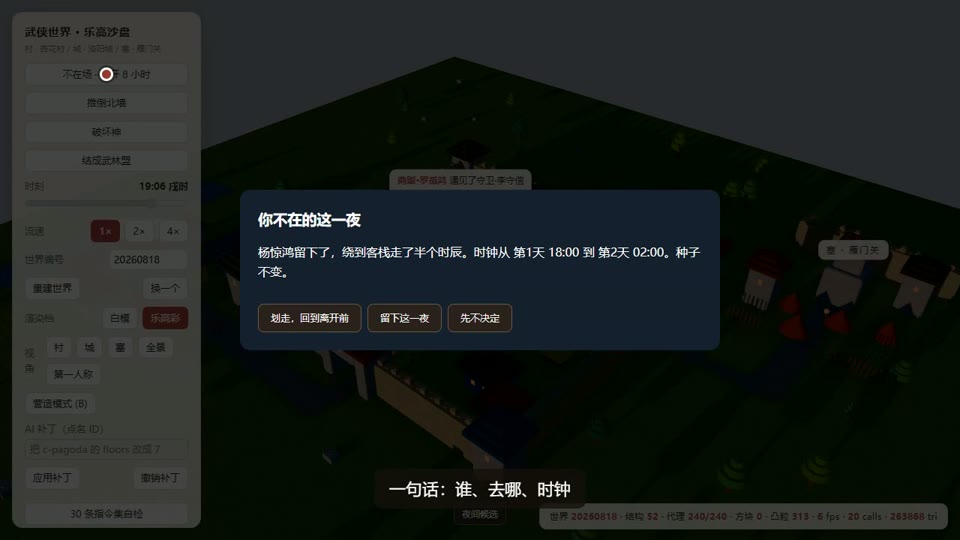 武侠世界·乐高沙盘
村·杏花村 / 城·洛阳城 / 塞·雁门关
不在场 8 小时
推倒北墙
破坏神
结成武林盟
时刻 19:06 戌时
流速 1× 2× 4×
世界编号 20260818
重建世界 换一个
渲染档 白模 乐高彩
视角 村 城 塞 全景
第一人称
营造模式 (B)
AI 补丁（点名 ID）
把 c-pagoda 的 floors 改成 7
应用补丁 撤销补丁
30 条指令集自检
遇见了守卫·李守信
塞·雁门关
你不在的这一夜
杨惊鸿留下了，绕到客栈走了半个时辰。时钟从 第1天 18:00 到 第2天 02:00。种子
不变。
划走，回到离开前 留下这一夜 先不决定
一句话：谁、去哪、时钟
夜间候选
世界 20260818 · 结构 52 · 代理 240/240 · 方块 0 · 凸粒 313 · 6 fps · 20 calls · 263868 tri